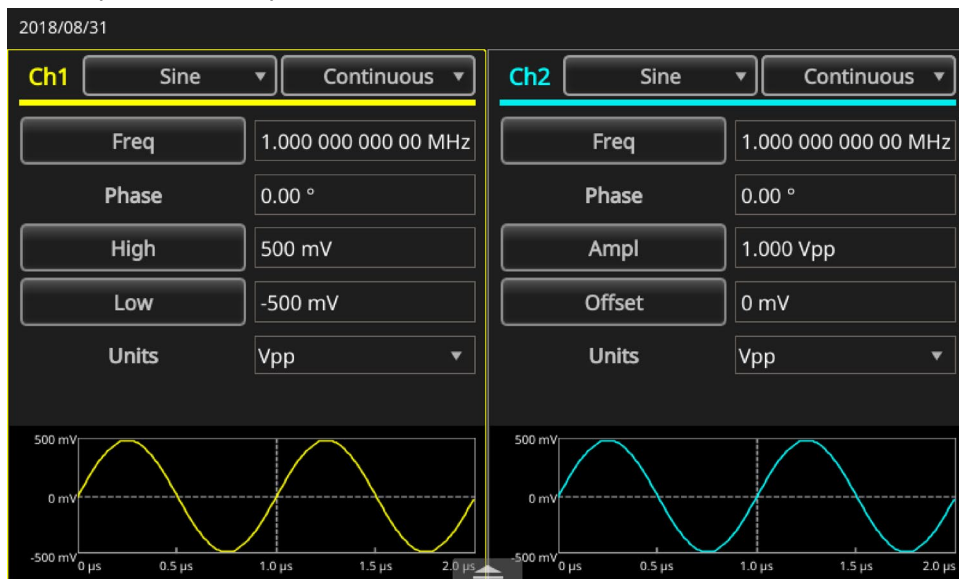 2018/08/31
Ch1 Sine Continuous
Freq 1.000 000 000 00 MHz
Phase 0.00 °
High 500 mV
Low -500 mV
Units Vpp
500 mV
0 mV
-500 mV
0 µs 0.5 µs 1.0 µs 1.5 µs 2.0 µs
Ch2 Sine Continuous
Freq 1.000 000 000 00 MHz
Phase 0.00 °
Ampl 1.000 Vpp
Offset 0 mV
Units Vpp
500 mV
0 mV
-500 mV
0 µs 0.5 µs 1.0 µs 1.5 µs 2.0 µs